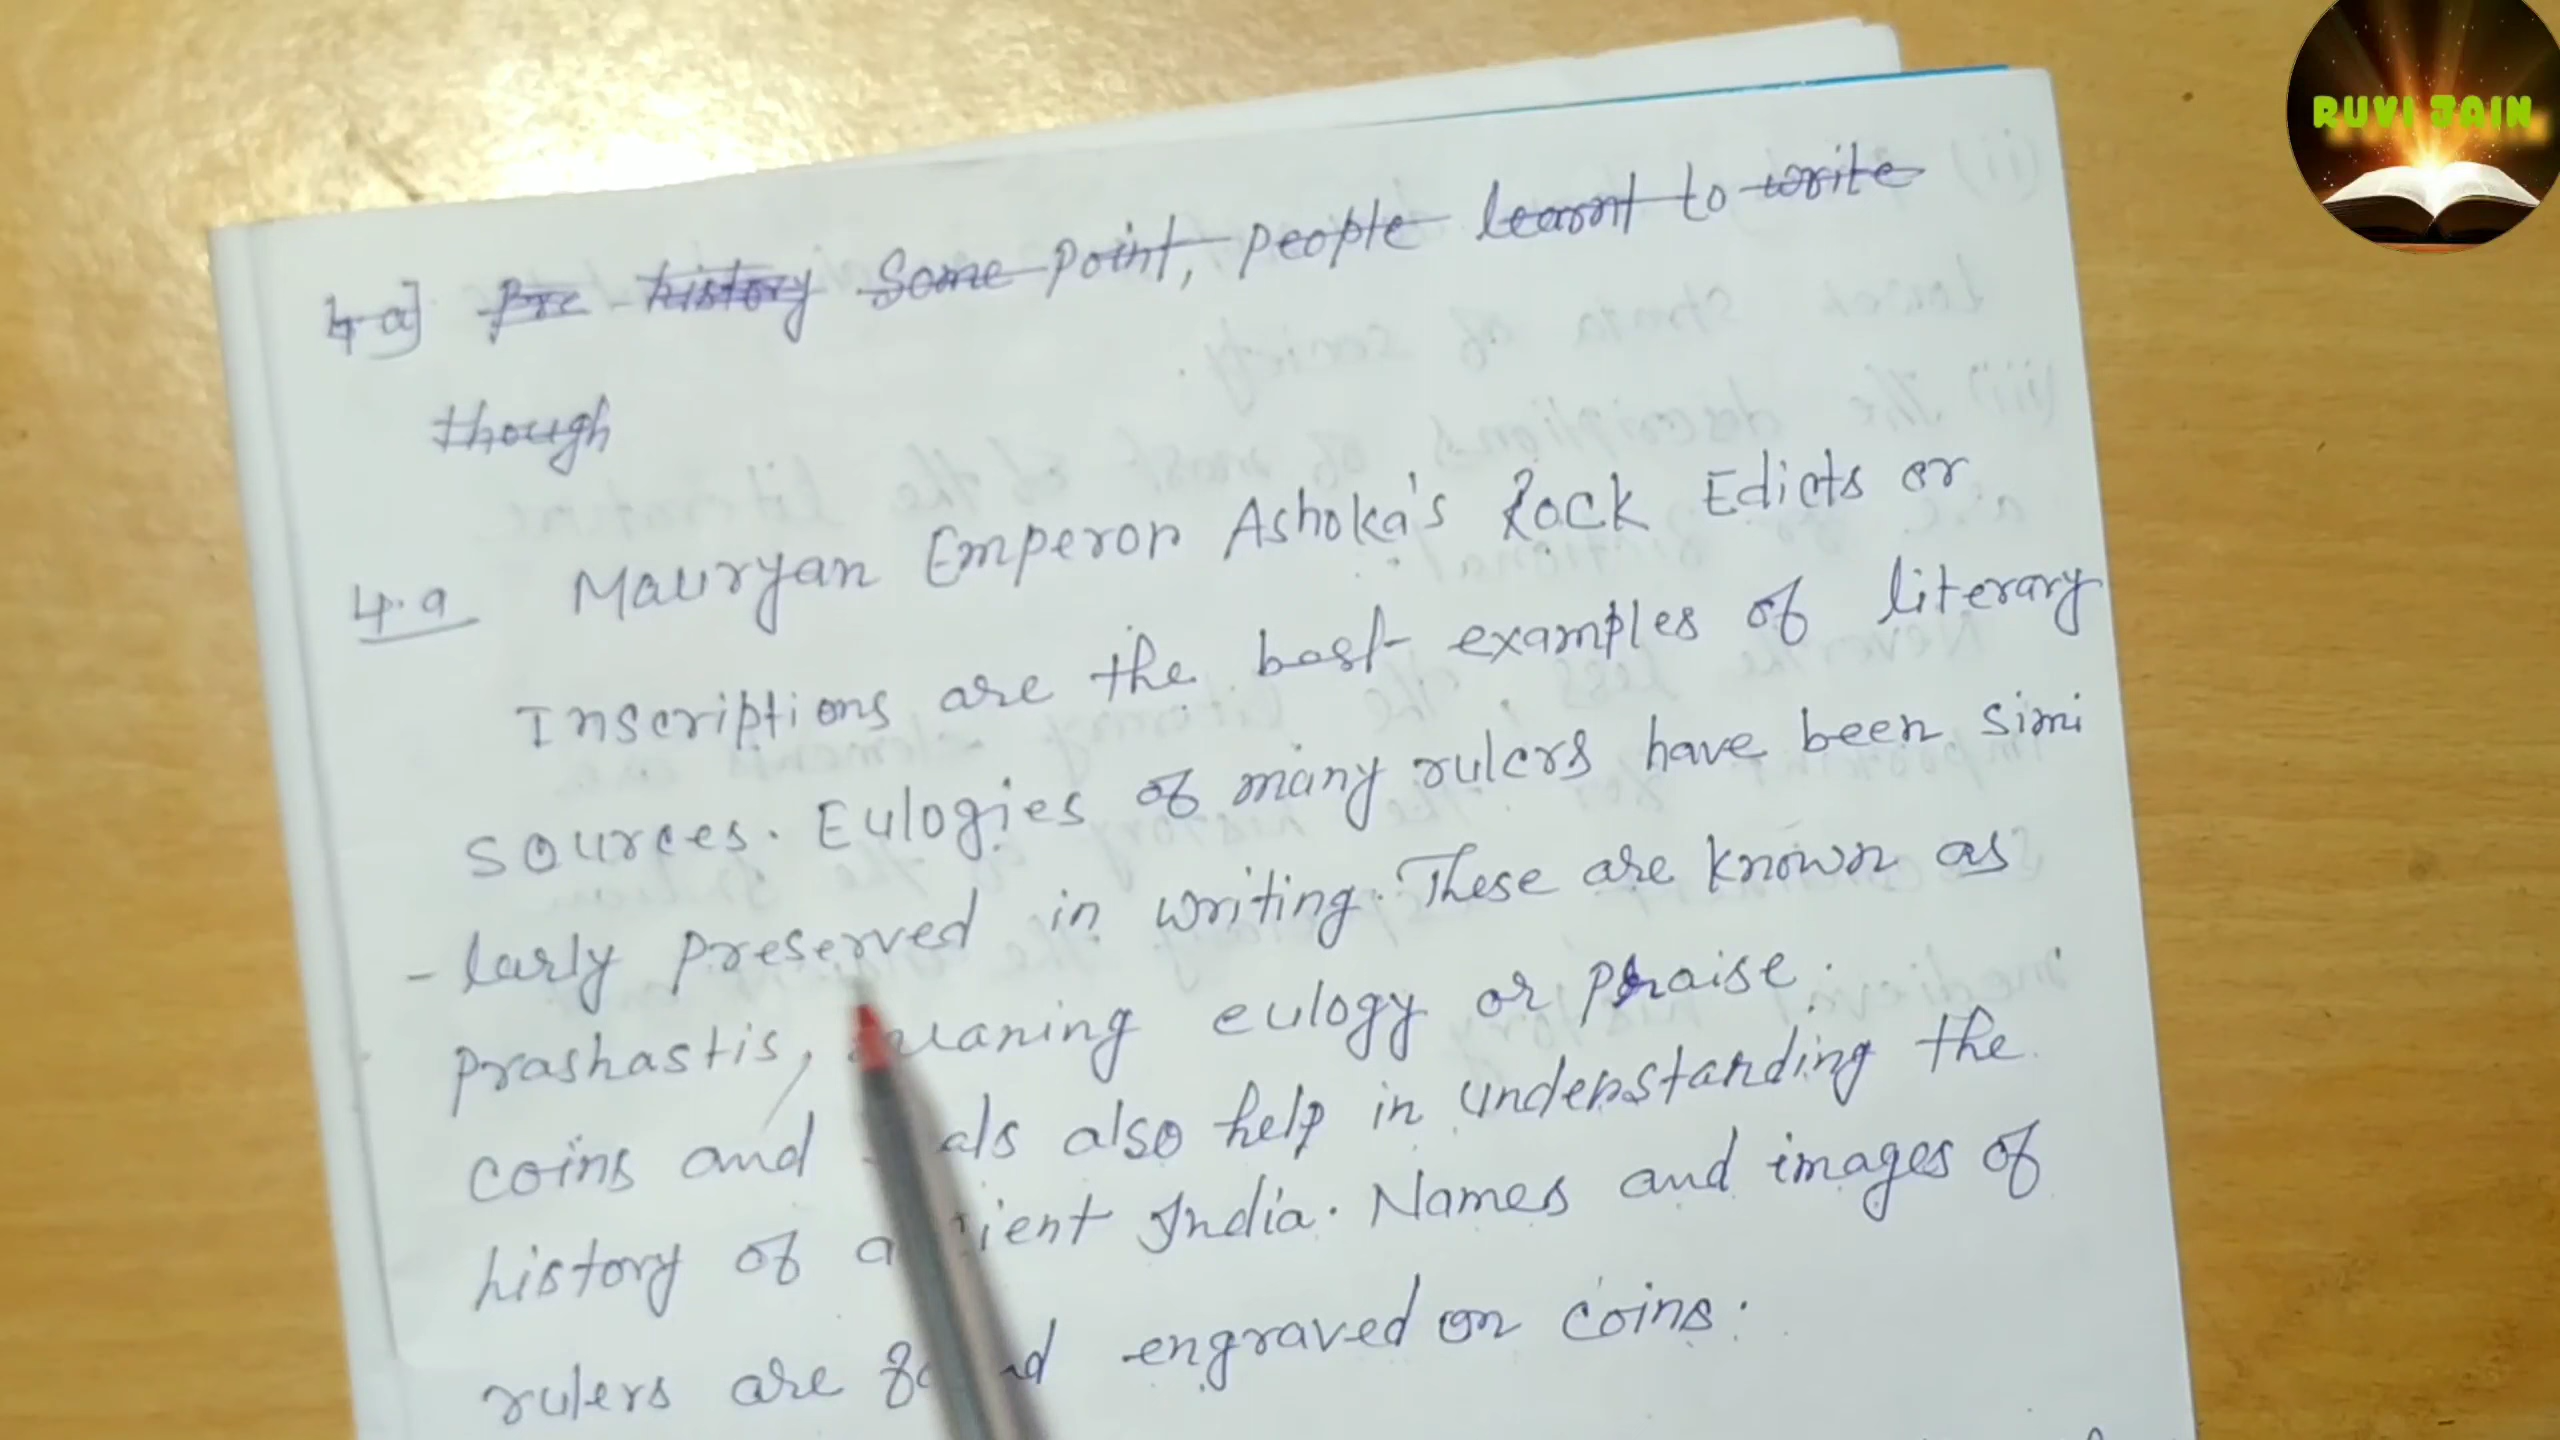 RUVI JAIN
4a] Pre-history Some point, people learnt to write
though
4.a Mauryan Emperor Ashoka's Rock Edicts or
Inscriptions are the best examples of literary
sources. Eulogies of many rulers have been simi
-larly preserved in writing. These are known as
prashastis, meaning eulogy or praise.
coins and also help in understanding the
history of India. Names and images of
rulers are engraved on coins.